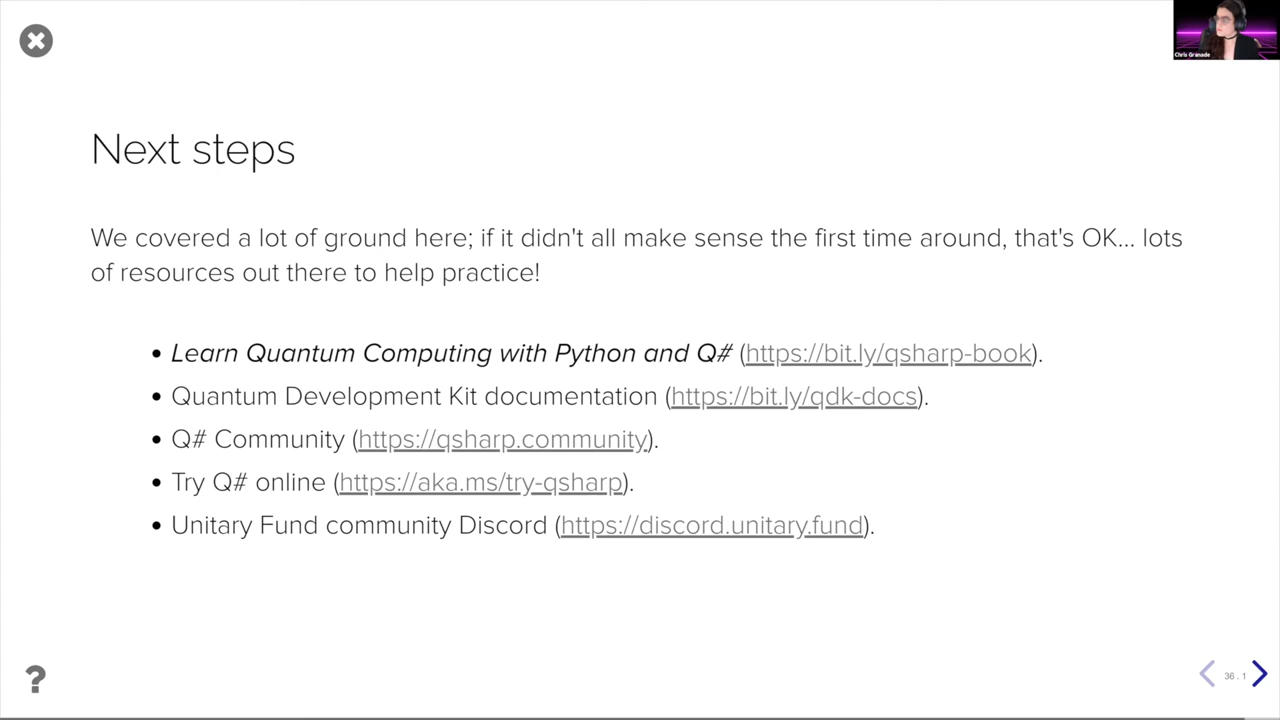 Chris Granade
Next steps
We covered a lot of ground here; if it didn't all make sense the first time around, that's OK... lots
of resources out there to help practice!
• Learn Quantum Computing with Python and Q# (https://bit.ly/qsharp-book).
• Quantum Development Kit documentation (https://bit.ly/qdk-docs).
• Q# Community (https://qsharp.community).
• Try Q# online (https://aka.ms/try-qsharp).
• Unitary Fund community Discord (https://discord.unitary.fund).
?
36 . 1